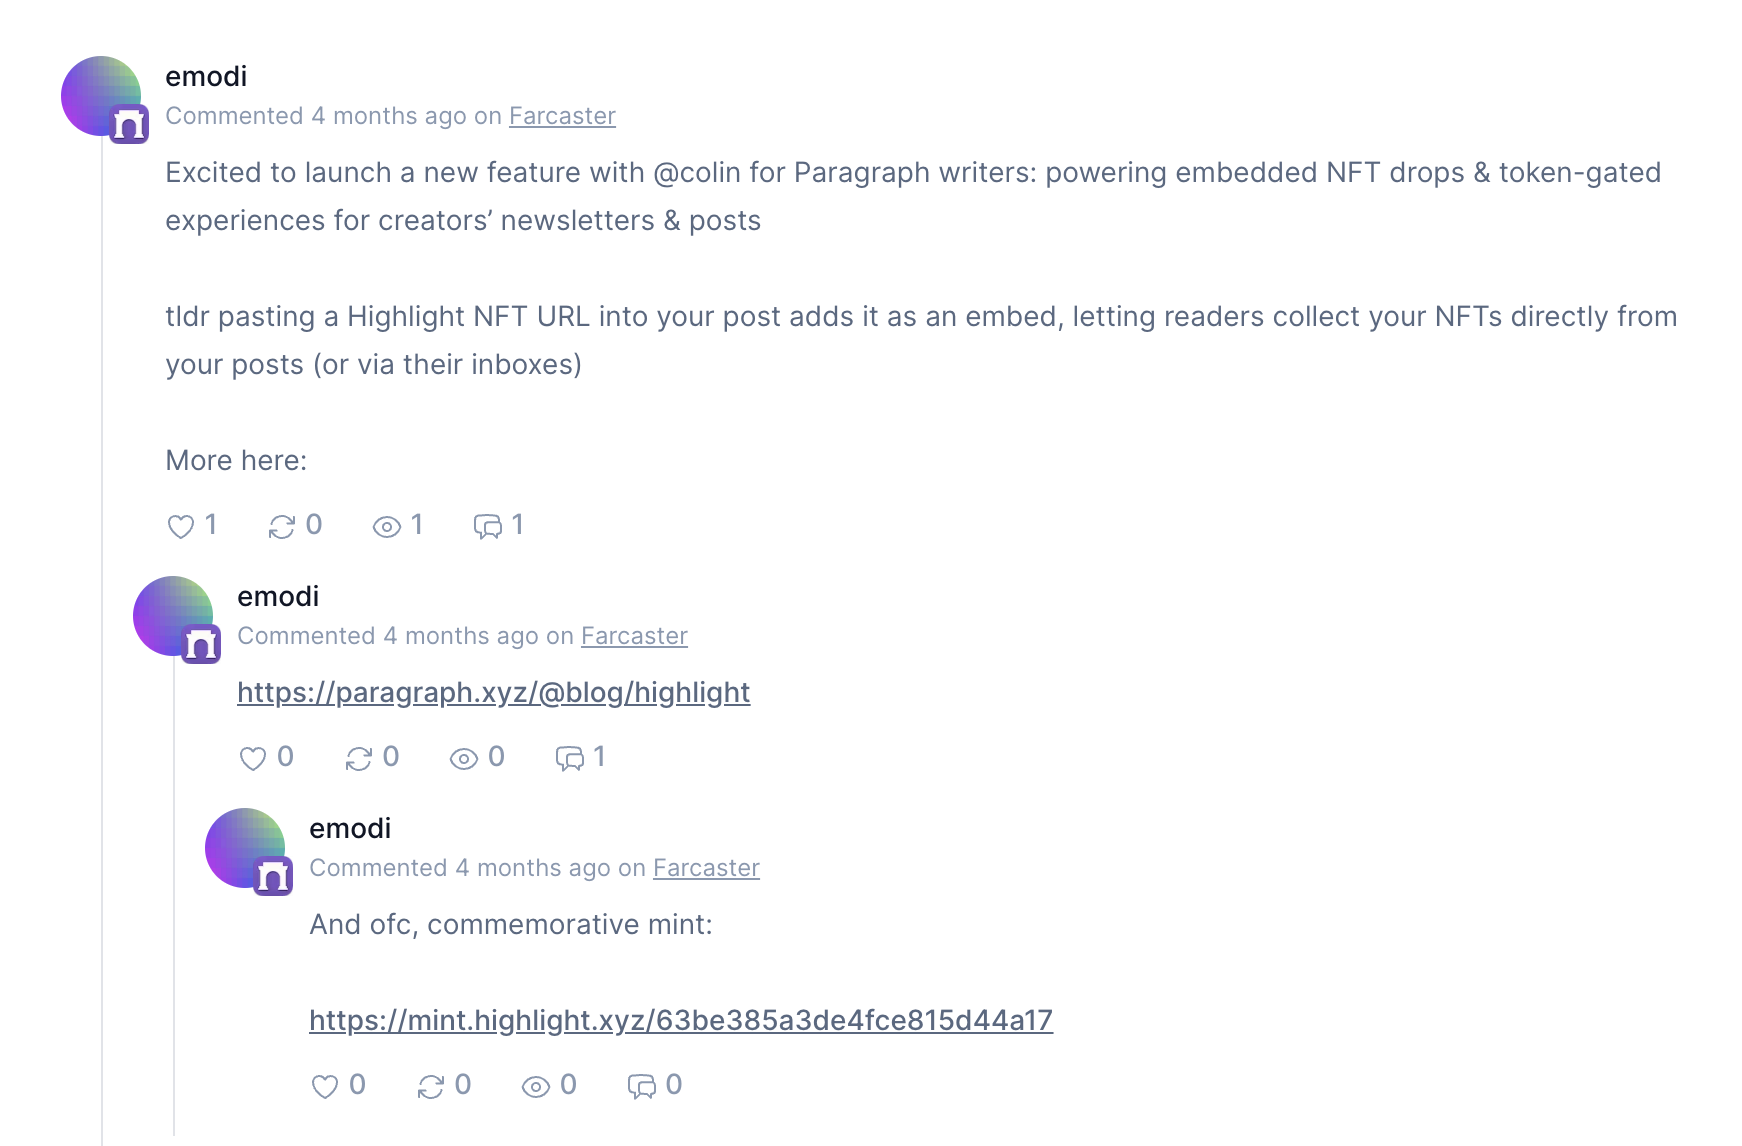 emodi
Commented 4 months ago on Farcaster
Excited to launch a new feature with @colin for Paragraph writers: powering embedded NFT drops & token-gated
experiences for creators’ newsletters & posts
tldr pasting a Highlight NFT URL into your post adds it as an embed, letting readers collect your NFTs directly from
your posts (or via their inboxes)
More here:
1 0 1 1
emodi
Commented 4 months ago on Farcaster
https://paragraph.xyz/@blog/highlight
0 0 0 1
emodi
Commented 4 months ago on Farcaster
And ofc, commemorative mint:
https://mint.highlight.xyz/63be385a3de4fce815d44a17
0 0 0 0